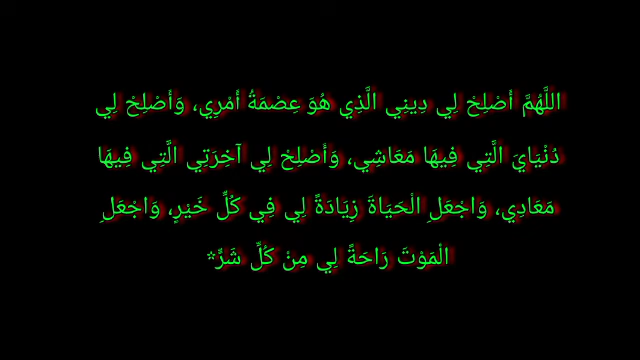 اللَّهُمَّ أَصْلِحْ لِي دِينِي الَّذِي هُوَ عِصْمَةُ أَمْرِي، وَأَصْلِحْ لِي
دُنْيَايَ الَّتِي فِيهَا مَعَاشِي، وَأَصْلِحْ لِي آخِرَتِي الَّتِي فِيهَا
مَعَادِي، وَاجْعَلِ الْحَيَاةَ زِيَادَةً لِي فِي كُلِّ خَيْرٍ، وَاجْعَلِ
الْمَوْتَ رَاحَةً لِي مِنْ كُلِّ شَرٍّ*